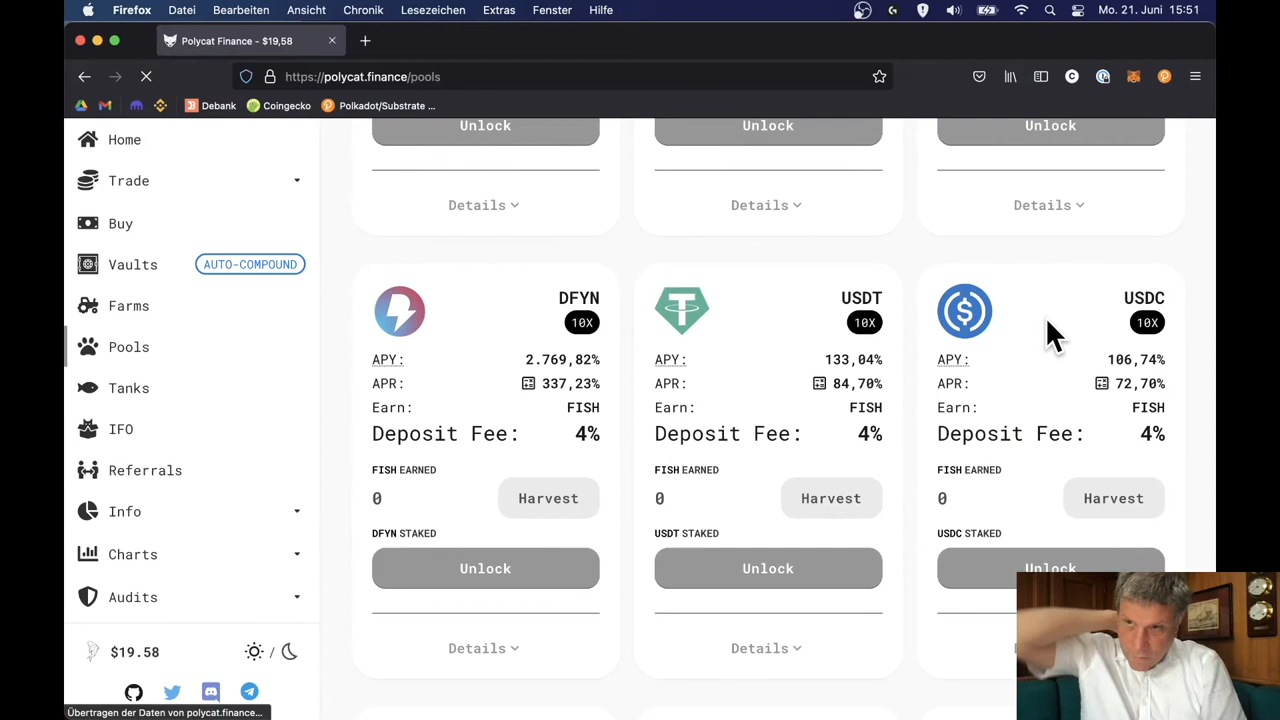 Firefox Datei Bearbeiten Ansicht Chronik Lesezeichen Extras Fenster Hilfe Mo. 21. Juni 15:51
Polycat Finance - $19,58
https://polycat.finance/pools
Debank Coingecko Polkadot/Substrate ...
Home
Trade
Buy
Vaults AUTO-COMPOUND
Farms
Pools
Tanks
IFO
Referrals
Info
Charts
Audits
$19.58
/
Übertragen der Daten von polycat.finance...
Unlock Unlock Unlock
Details Details Details
DFYN
10X
APY: 2.769,82%
APR: 337,23%
Earn: FISH
Deposit Fee: 4%
FISH EARNED
0 Harvest
DFYN STAKED
Unlock
Details
USDT
10X
APY: 133,04%
APR: 84,70%
Earn: FISH
Deposit Fee: 4%
FISH EARNED
0 Harvest
USDT STAKED
Unlock
Details
USDC
10X
APY: 106,74%
APR: 72,70%
Earn: FISH
Deposit Fee: 4%
FISH EARNED
0 Harvest
USDC STAKED
Unlock